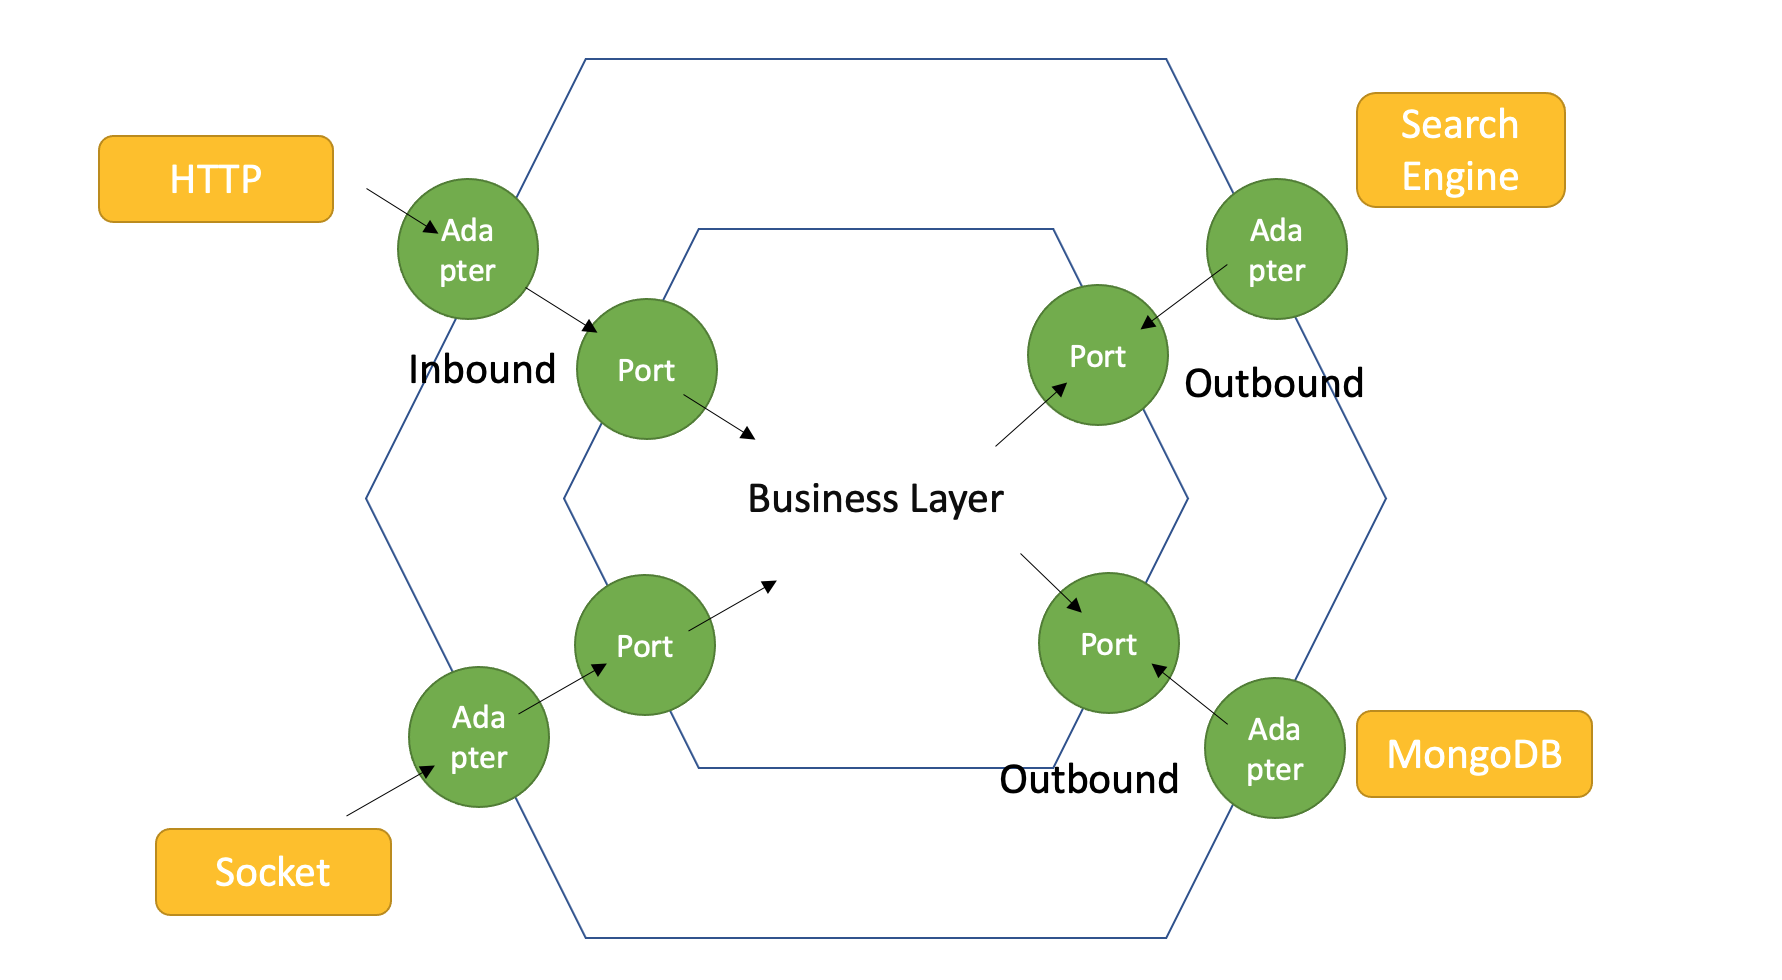 Search
Engine
HTTP
Ada
pter
Ada
pter
Port
Port
Inbound
Outbound
Business Layer
Port
Port
Ada
pter
Ada
pter
MongoDB
Outbound
Socket